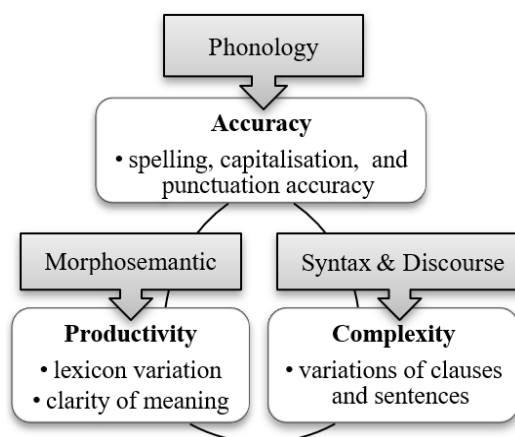 Phonology
Accuracy
• spelling, capitalisation, and
punctuation accuracy
Morphosemantic
Productivity
• lexicon variation
• clarity of meaning
Syntax & Discourse
Complexity
• variations of clauses
and sentences